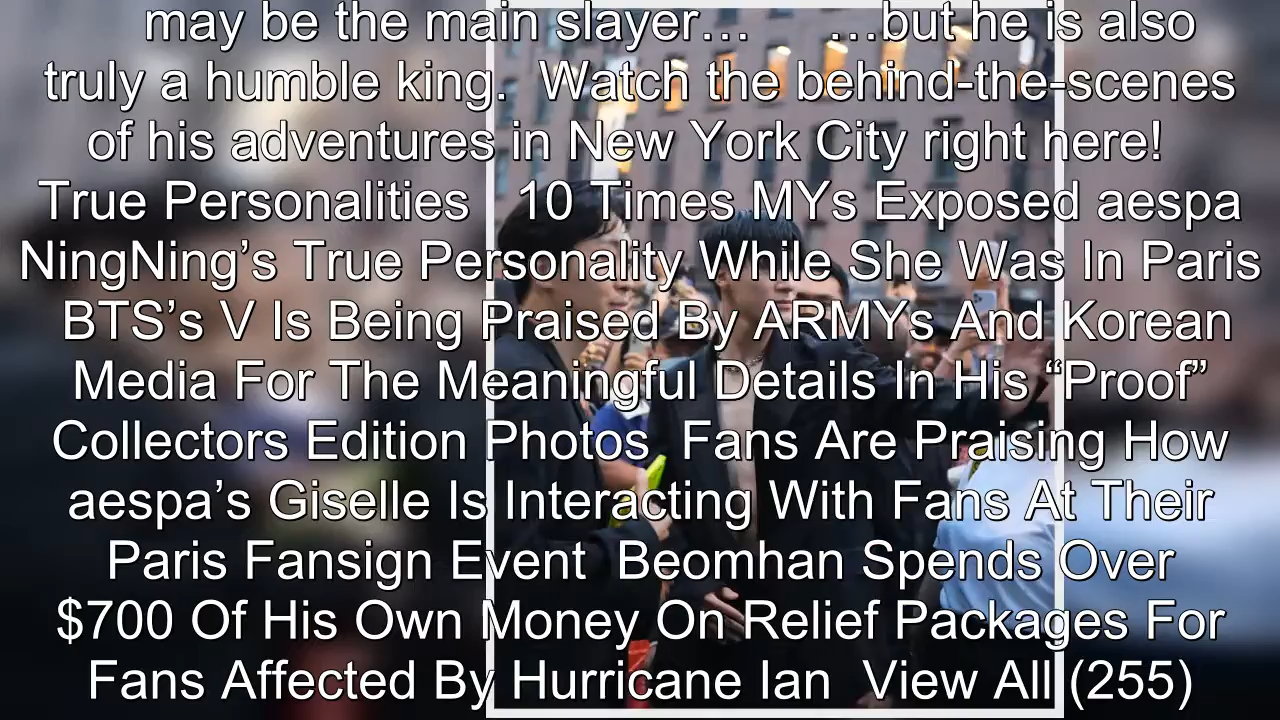 may be the main slayer… …but he is also
truly a humble king. Watch the behind-the-scenes
of his adventures in New York City right here!
True Personalities 10 Times MYs Exposed aespa
NingNing’s True Personality While She Was In Paris
BTS’s V Is Being Praised By ARMYs And Korean
Media For The Meaningful Details In His “Proof”
Collectors Edition Photos Fans Are Praising How
aespa’s Giselle Is Interacting With Fans At Their
Paris Fansign Event Beomhan Spends Over
$700 Of His Own Money On Relief Packages For
Fans Affected By Hurricane Ian View All (255)